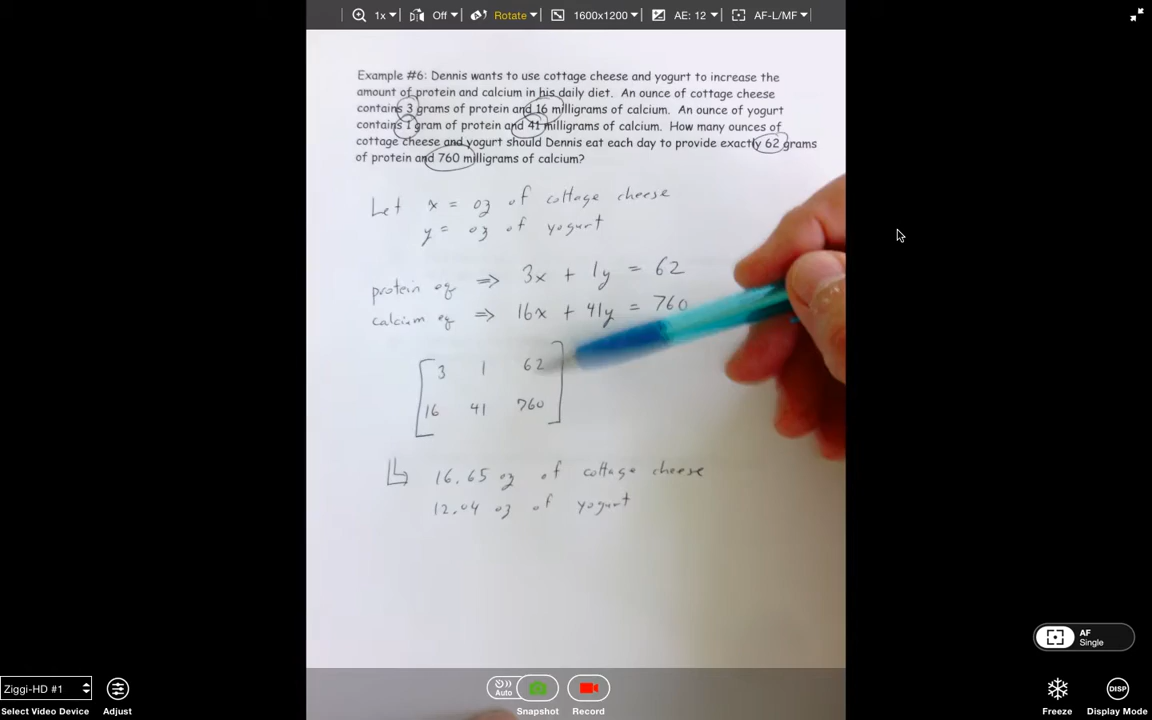 1x Off Rotate 1600x1200 AE: 12 AF-L/MF
Example #6: Dennis wants to use cottage cheese and yogurt to increase the
amount of protein and calcium in his daily diet. An ounce of cottage cheese
contains 3 grams of protein and 16 milligrams of calcium. An ounce of yogurt
contains 1 gram of protein and 41 milligrams of calcium. How many ounces of
cottage cheese and yogurt should Dennis eat each day to provide exactly 62 grams
of protein and 760 milligrams of calcium?
Let x = oz of cottage cheese
y = oz of yogurt
protein eq ⇒ 3x + 1y = 62
calcium eq ⇒ 16x + 41y = 760
3 1 62
16 41 760
16.65 oz of cottage cheese
12.04 oz of yogurt
AF
Single
Ziggi-HD #1
Auto
Select Video Device Adjust Snapshot Record Freeze Display Mode
DISP